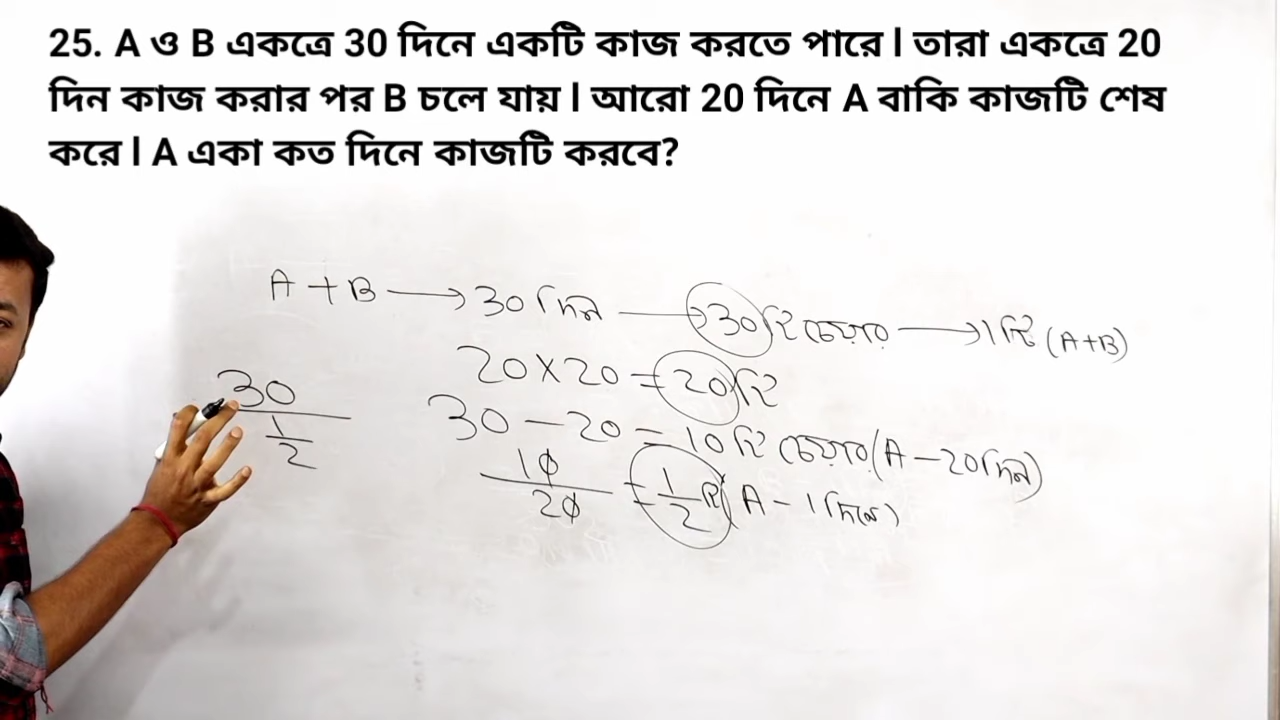 25. A ও B একত্রে 30 দিনে একটি কাজ করতে পারে l তারা একত্রে 20
দিন কাজ করার পর B চলে যায় l আরো 20 দিনে A বাকি কাজটি শেষ
করে l A একা কত দিনে কাজটি করবে?
A + B → 30 দিন → 30 টি চেয়ার → 1 টি (A+B)
20 × 20 = 20 টি
30 - 20 = 10 টি চেয়ার (A - 20 দিন)
10/20 = 1/2 টি (A - 1 দিনে)
30
1/2